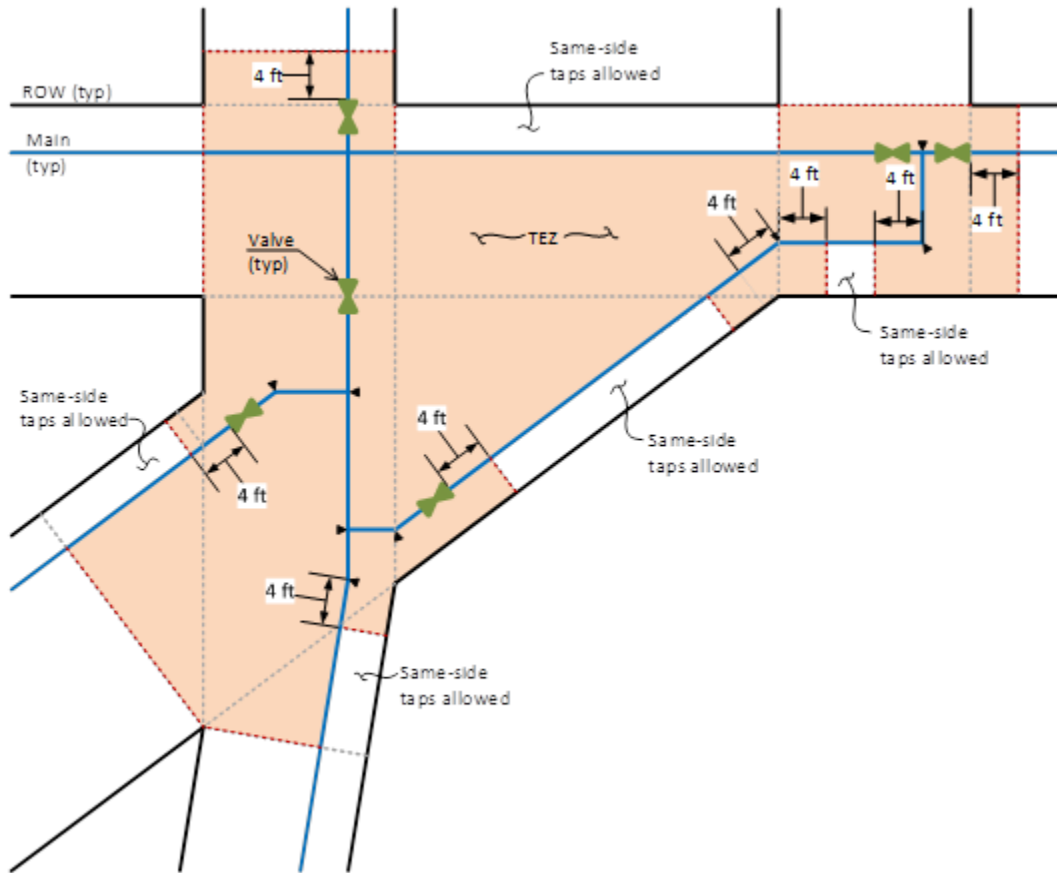 Same-side
taps allowed
4 ft
ROW (typ)
Main
(typ)
4 ft
4 ft
4 ft
4 ft
Valve
(typ)
TEZ
Same-side
taps allowed
Same-side
taps allowed
4 ft
Same-side
taps allowed
4 ft
4 ft
Same-side
taps allowed